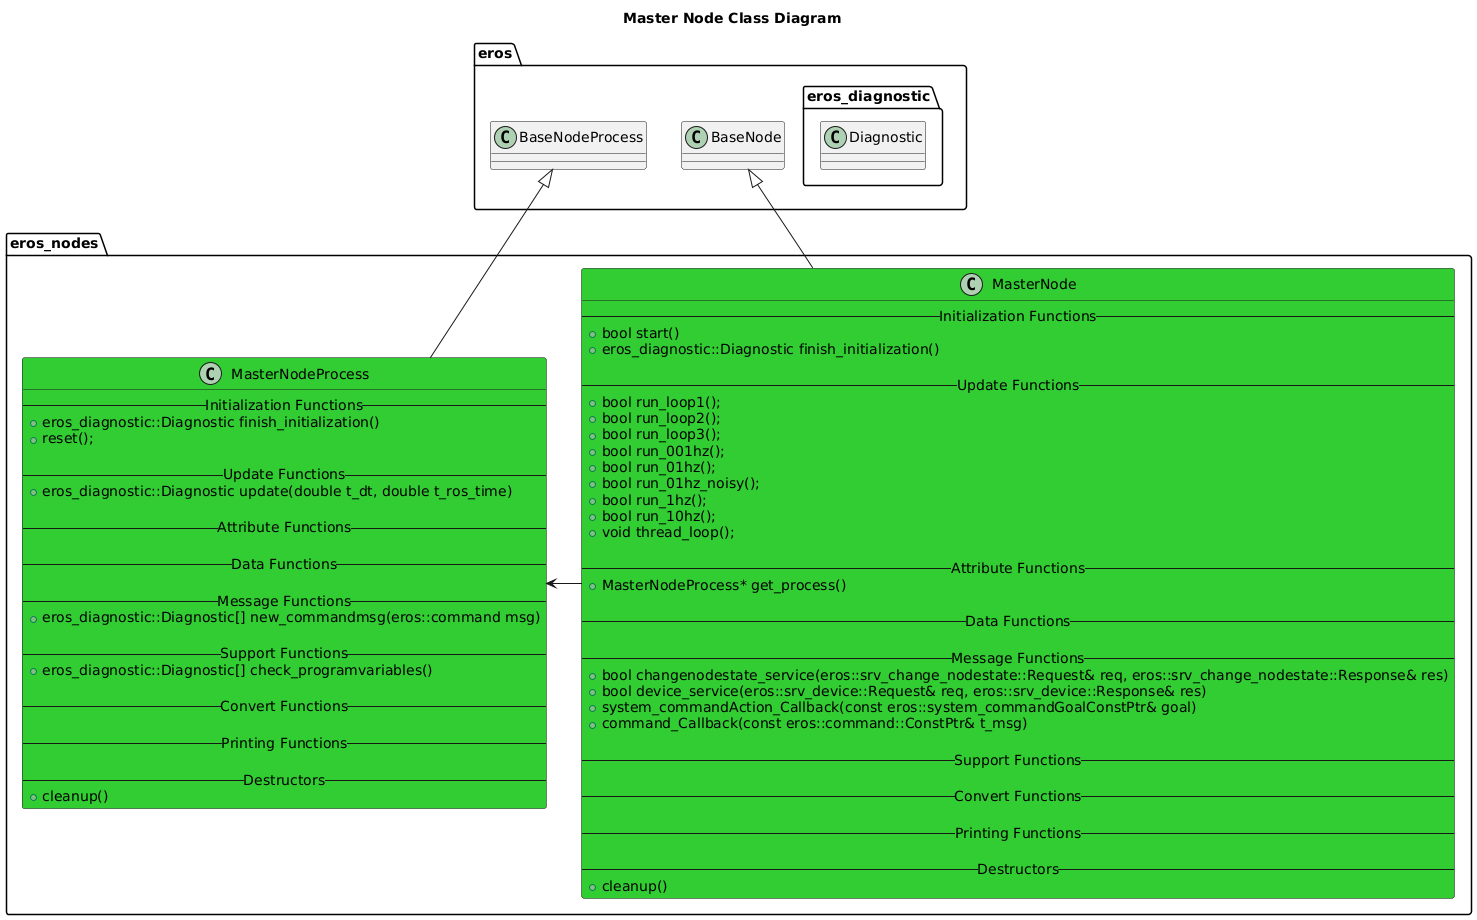 Master Node Class Diagram
eros
eros_diagnostic
C BaseNodeProcess
C BaseNode
C Diagnostic
eros_nodes
C MasterNodeProcess
Initialization Functions
eros_diagnostic::Diagnostic finish_initialization()
reset();
Update Functions
eros_diagnostic::Diagnostic update(double t_dt, double t_ros_time)
Attribute Functions
Data Functions
Message Functions
eros_diagnostic::Diagnostic[] new_commandmsg(eros::command msg)
Support Functions
eros_diagnostic::Diagnostic[] check_programvariables()
Convert Functions
Printing Functions
Destructors
cleanup()
C MasterNode
Initialization Functions
bool start()
eros_diagnostic::Diagnostic finish_initialization()
Update Functions
bool run_loop1();
bool run_loop2();
bool run_loop3();
bool run_001hz();
bool run_01hz();
bool run_01hz_noisy();
bool run_1hz();
bool run_10hz();
void thread_loop();
Attribute Functions
MasterNodeProcess* get_process()
Data Functions
Message Functions
bool changenodestate_service(eros::srv_change_nodestate::Request& req, eros::srv_change_nodestate::Response& res)
bool device_service(eros::srv_device::Request& req, eros::srv_device::Response& res)
system_commandAction_Callback(const eros::system_commandGoalConstPtr& goal)
command_Callback(const eros::command::ConstPtr& t_msg)
Support Functions
Convert Functions
Printing Functions
Destructors
cleanup()